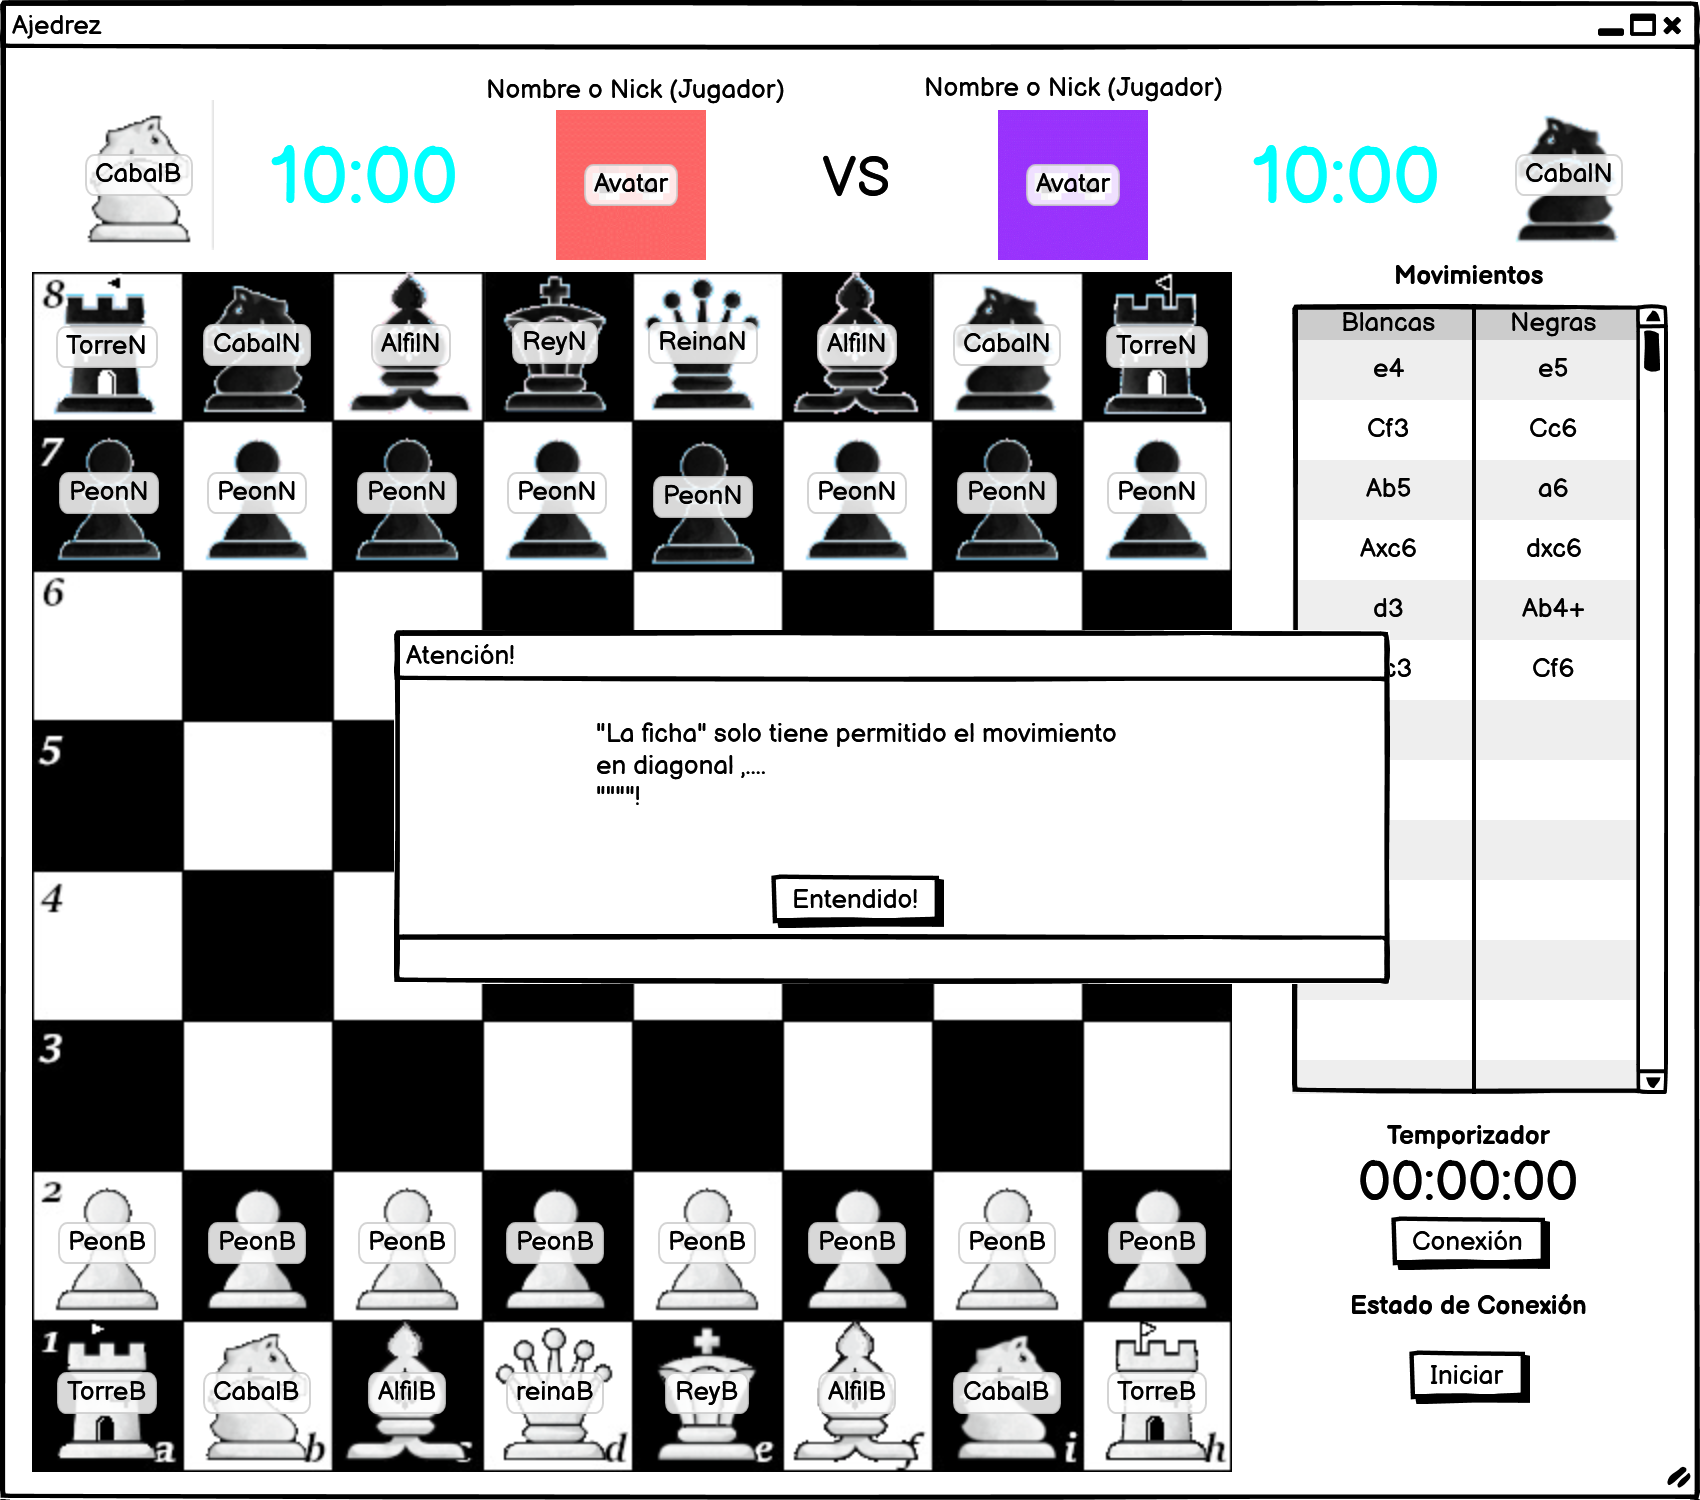 Ajedrez
Nombre o Nick (Jugador)
Nombre o Nick (Jugador)
CabalB
10:00
Avatar
VS
Avatar
10:00
CabalN
Movimientos
Blancas Negras
e4 e5
Cf3 Cc6
Ab5 a6
Axc6 dxc6
d3 Ab4+
c3 Cf6
8
TorreN CabalN AlfilN ReyN ReinaN AlfilN CabalN TorreN
7
PeonN PeonN PeonN PeonN PeonN PeonN PeonN PeonN
6
5
4
3
Atención!
"La ficha" solo tiene permitido el movimiento
en diagonal ,....
""""!
Entendido!
2
PeonB PeonB PeonB PeonB PeonB PeonB PeonB PeonB
1
TorreB CabalB AlfilB reinaB ReyB AlfilB CabalB TorreB
a b c d e f i h
Temporizador
00:00:00
Conexión
Estado de Conexión
Iniciar